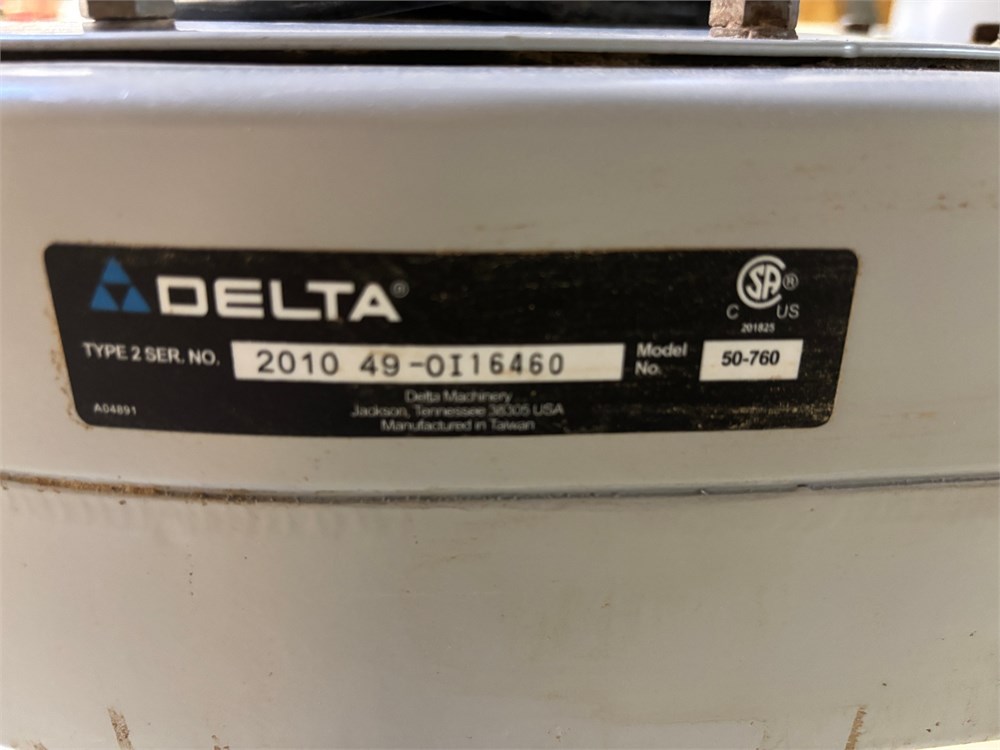 DELTA®
SA ®
C US
201825
TYPE 2 SER. NO. 2010 49-OI16460
Model No. 50-760
A04891
Delta Machinery
Jackson, Tennessee 38305 USA
Manufactured in Taiwan